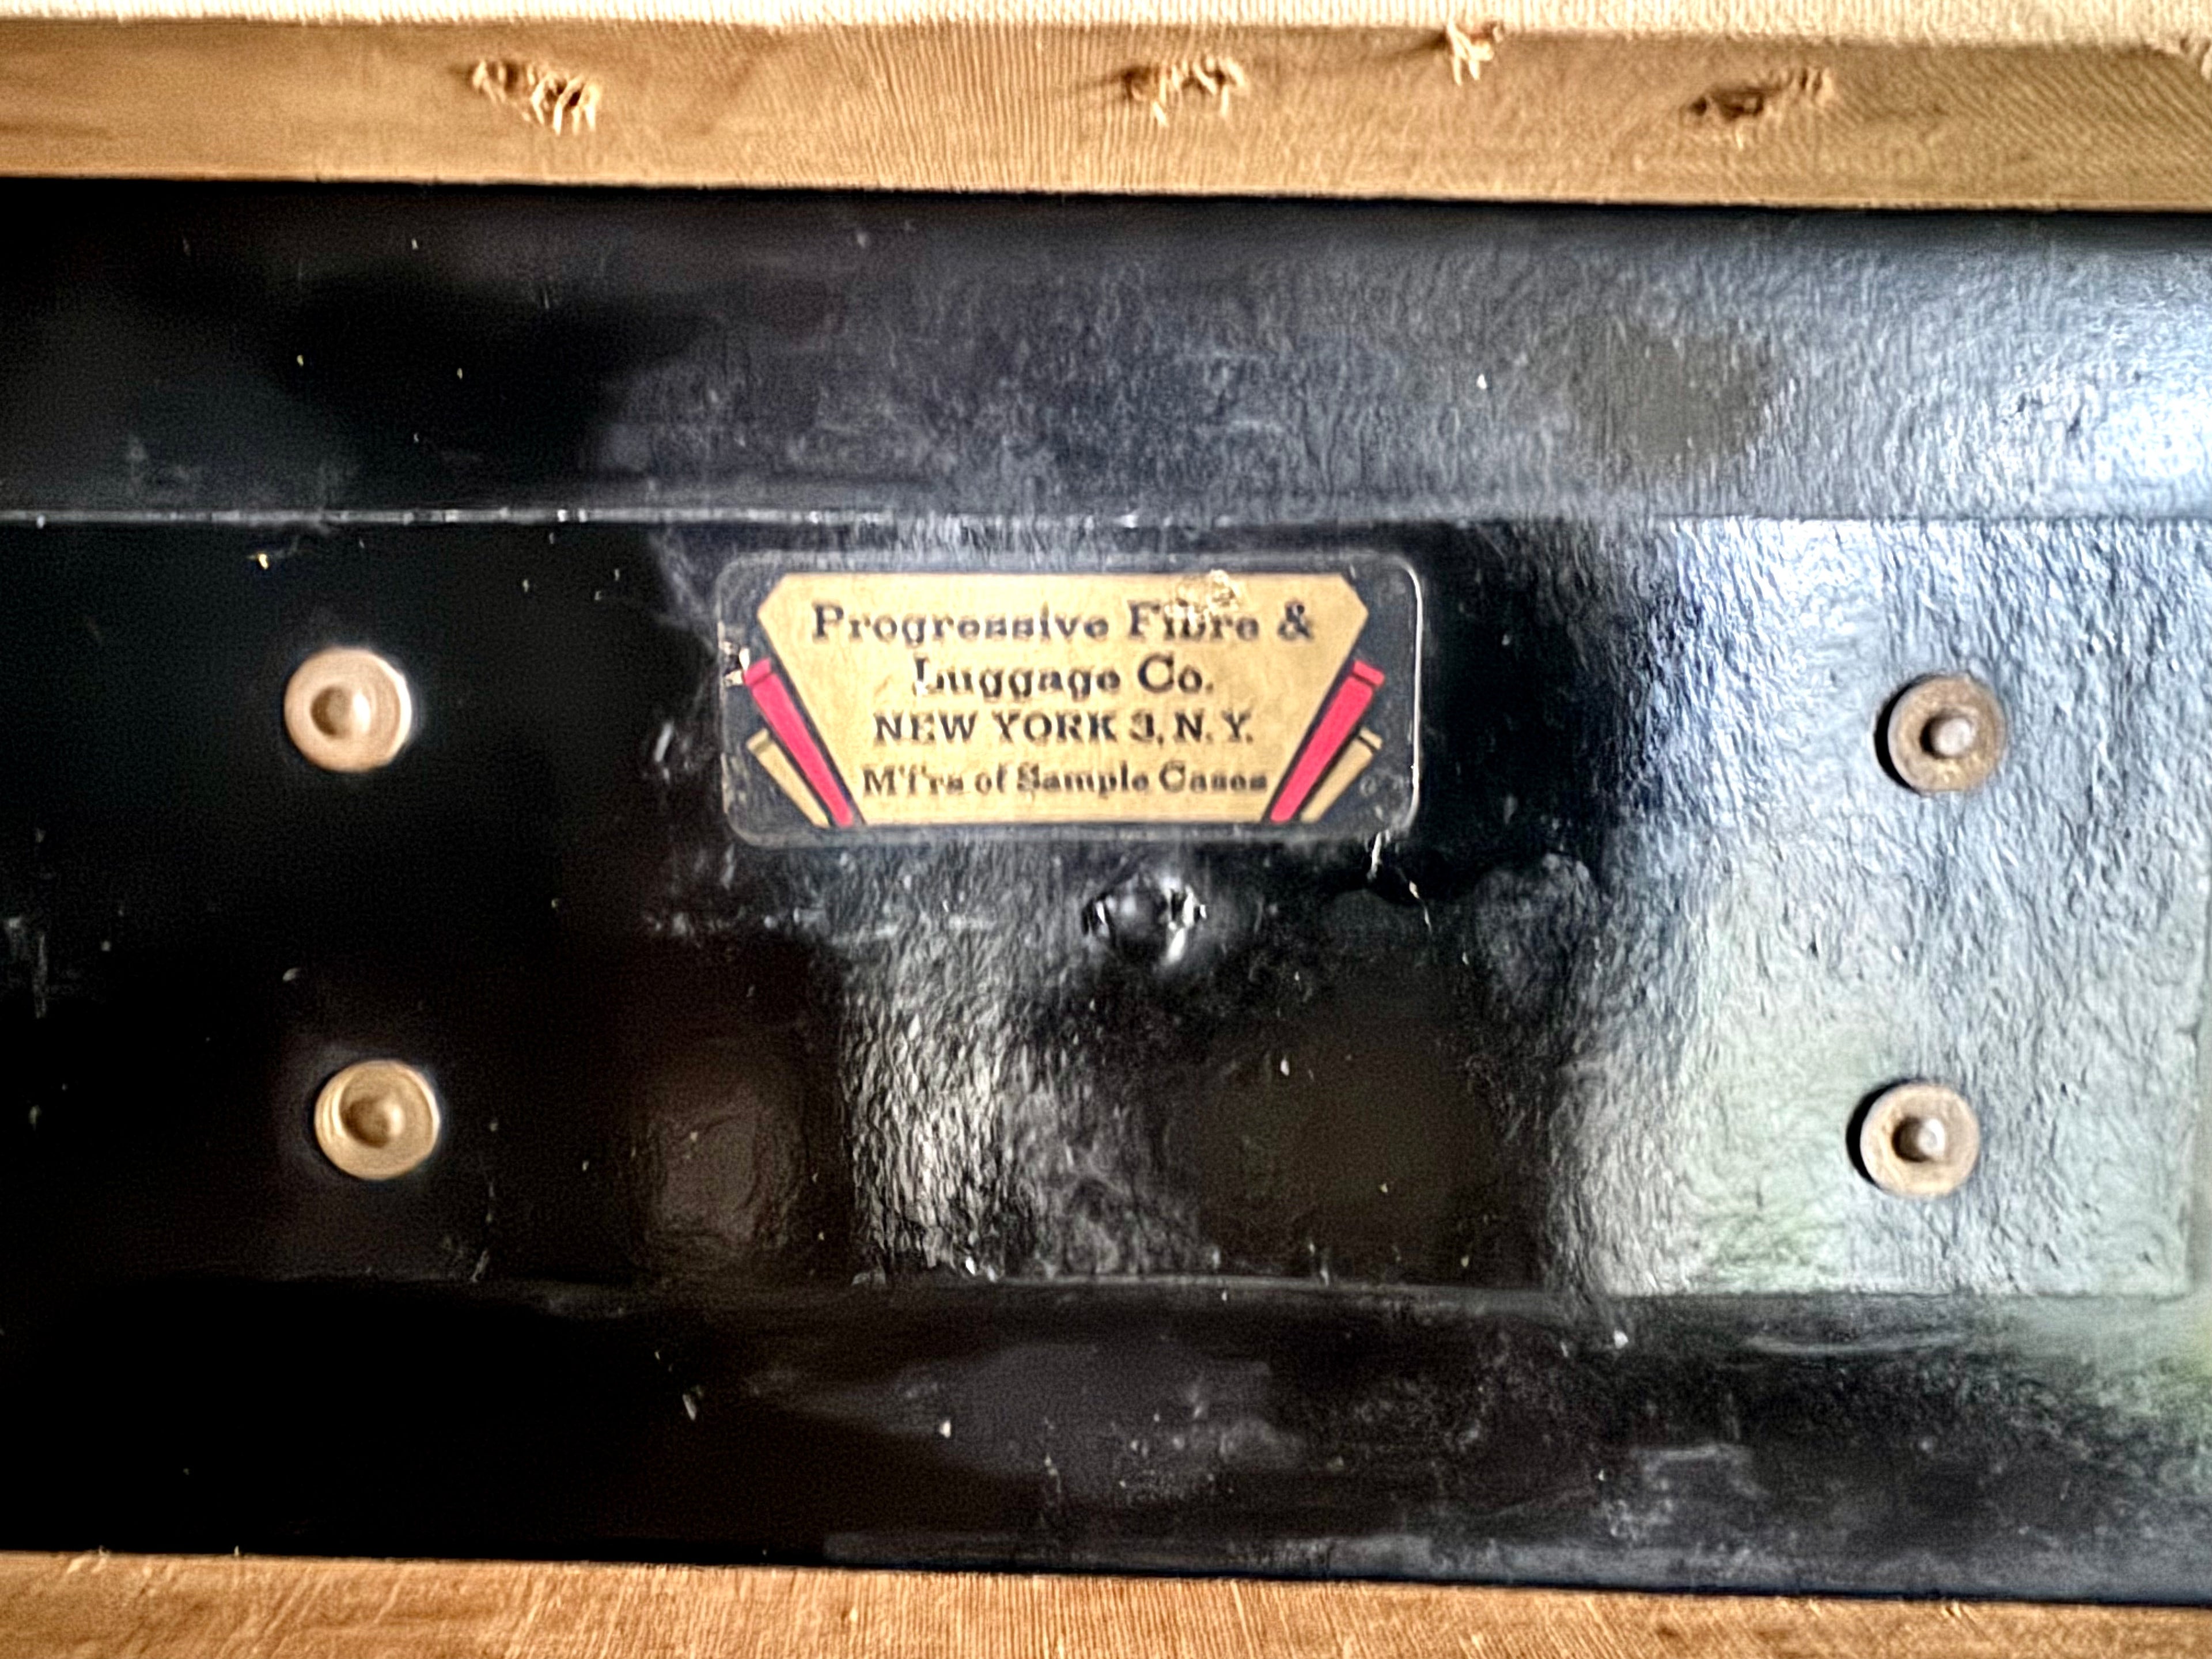 Progressive Fibre &
Luggage Co.
NEW YORK 3, N. Y.
M'f'rs of Sample Cases